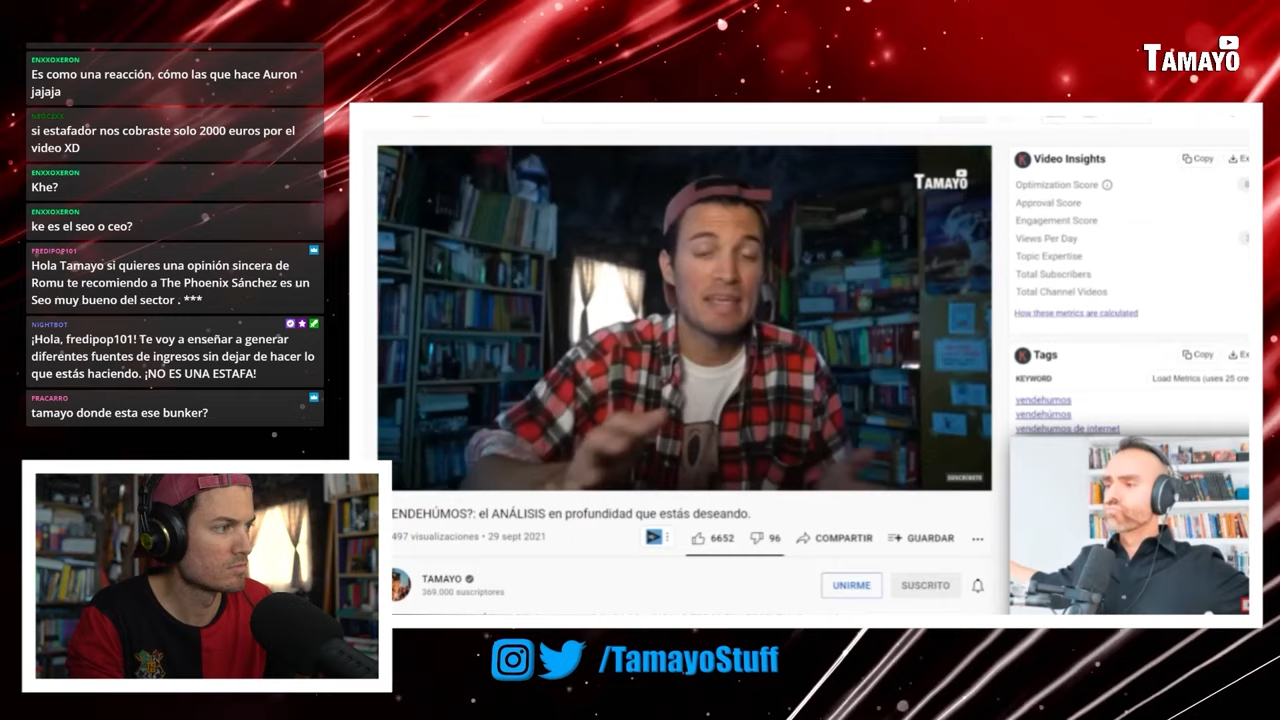 ENXXOXERON
Es como una reacción, cómo las que hace Auron
jajaja
si estafador nos cobraste solo 2000 euros por el
video XD
ENXXOXERON
Khe?
ENXXOXERON
ke es el seo o ceo?
FREDIPOP101
Hola Tamayo si quieres una opinión sincera de
Romu te recomiendo a The Phoenix Sánchez es un
Seo muy bueno del sector . ***
NIGHTBOT
¡Hola, fredipop101! Te voy a enseñar a generar
diferentes fuentes de ingresos sin dejar de hacer lo
que estás haciendo. ¡NO ES UNA ESTAFA!
FRACARRO
tamayo donde esta ese bunker?
TAMAYO
TAMAYO
SUSCRÍBETE
ENDEHÚMOS?: el ANÁLISIS en profundidad que estás deseando.
497 visualizaciones • 29 sept 2021
6652
96
COMPARTIR
GUARDAR
TAMAYO
369.000 suscriptores
UNIRME
SUSCRITO
Video Insights
Copy
Ex
Optimization Score
Approval Score
Engagement Score
Views Per Day
Topic Expertise
Total Subscribers
Total Channel Videos
How these metrics are calculated
Tags
Copy
Ex
KEYWORD
Load Metrics (uses 25 cre
vendehumos
vendehúmos
vendehumos de internet
/TamayoStuff